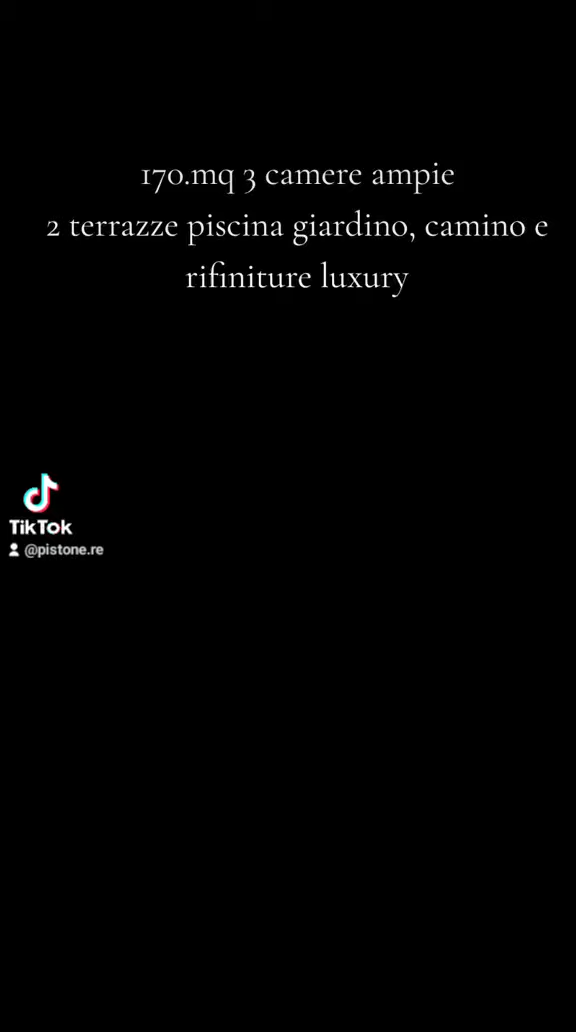 170.mq 3 camere ampie
2 terrazze piscina giardino, camino e
rifiniture luxury
TikTok
@pistone.re